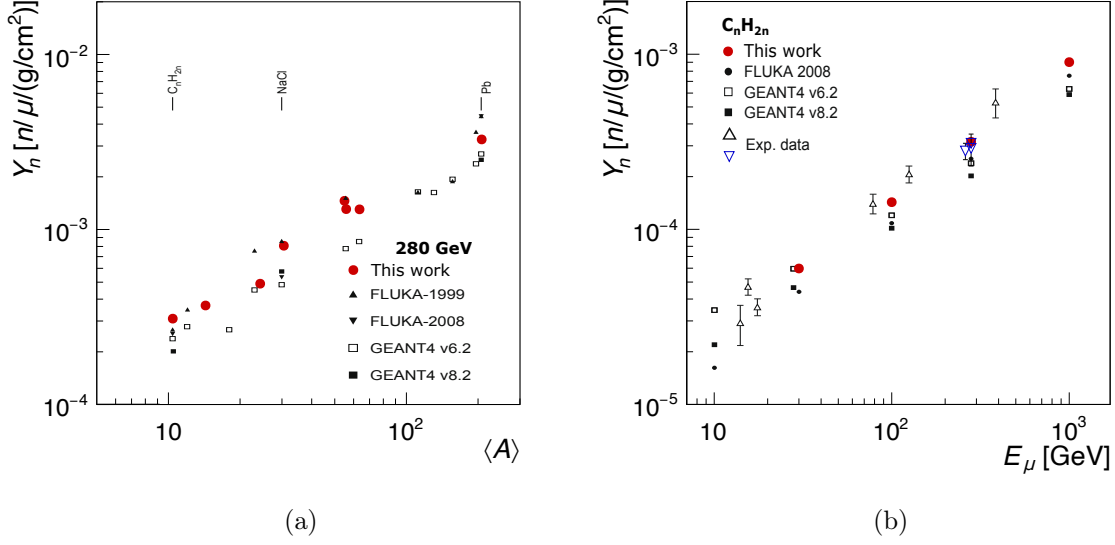 Yₙ [n/μ/(g/cm²)]
10⁻²
10⁻³
10⁻⁴
CₙH₂ₙ
NaCl
Pb
280 GeV
This work
FLUKA-1999
FLUKA-2008
GEANT4 v6.2
GEANT4 v8.2
10
10²
⟨A⟩
(a)
Yₙ [n/μ/(g/cm²)]
10⁻³
10⁻⁴
10⁻⁵
CₙH₂ₙ
This work
FLUKA 2008
GEANT4 v6.2
GEANT4 v8.2
Exp. data
10
10²
10³
E_μ [GeV]
(b)